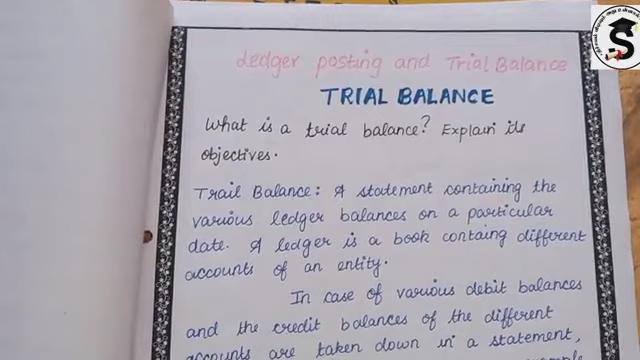 Ledger posting and Trial Balance
TRIAL BALANCE
What is a trial balance? Explain its
objectives.
Trail Balance: A statement containing the
various ledger balances on a particular
date. A ledger is a book containg different
accounts of an entity.
In case of various debit balances
and the credit balances of the different
accounts are taken down in a statement,
S